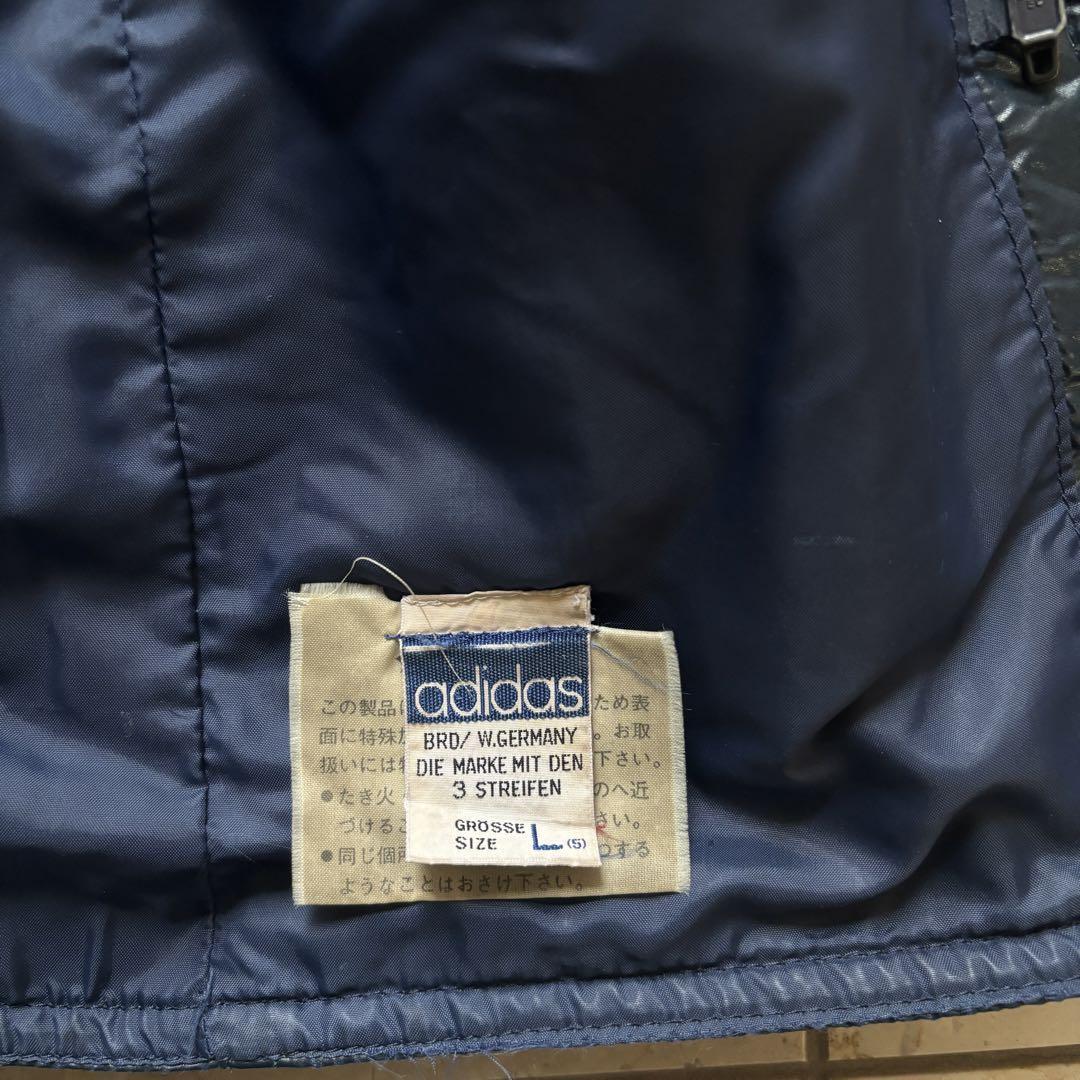 adidas
BRD/ W.GERMANY
DIE MARKE MIT DEN
3 STREIFEN
GRÖSSE
SIZE
L (5)
この製品 ため表
面に特殊 。お取
扱いには 下さい。
●たき火 のへ近
づける さい。
●同じ個 つする
ようなことはおさけ下さい。